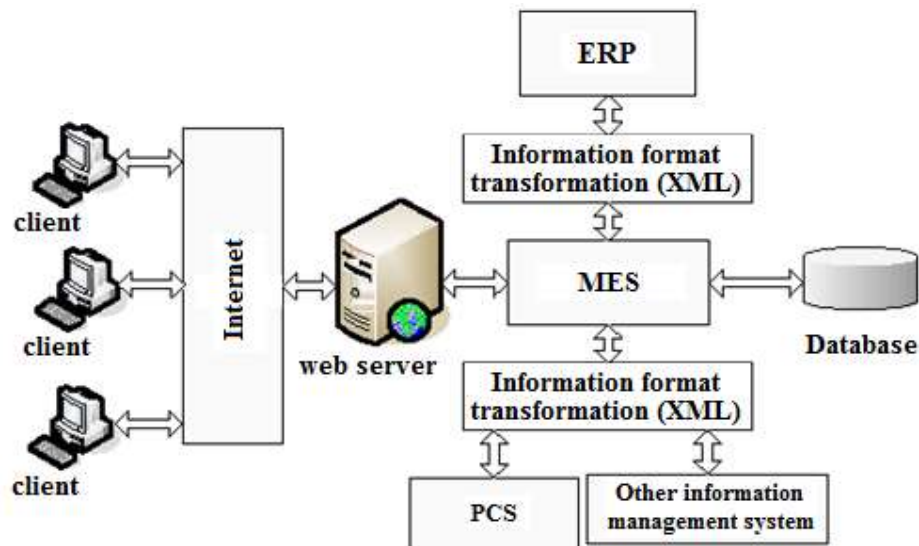 ERP
Information format
transformation (XML)
client
client
client
Internet
web server
MES
Database
Information format
transformation (XML)
PCS
Other information
management system